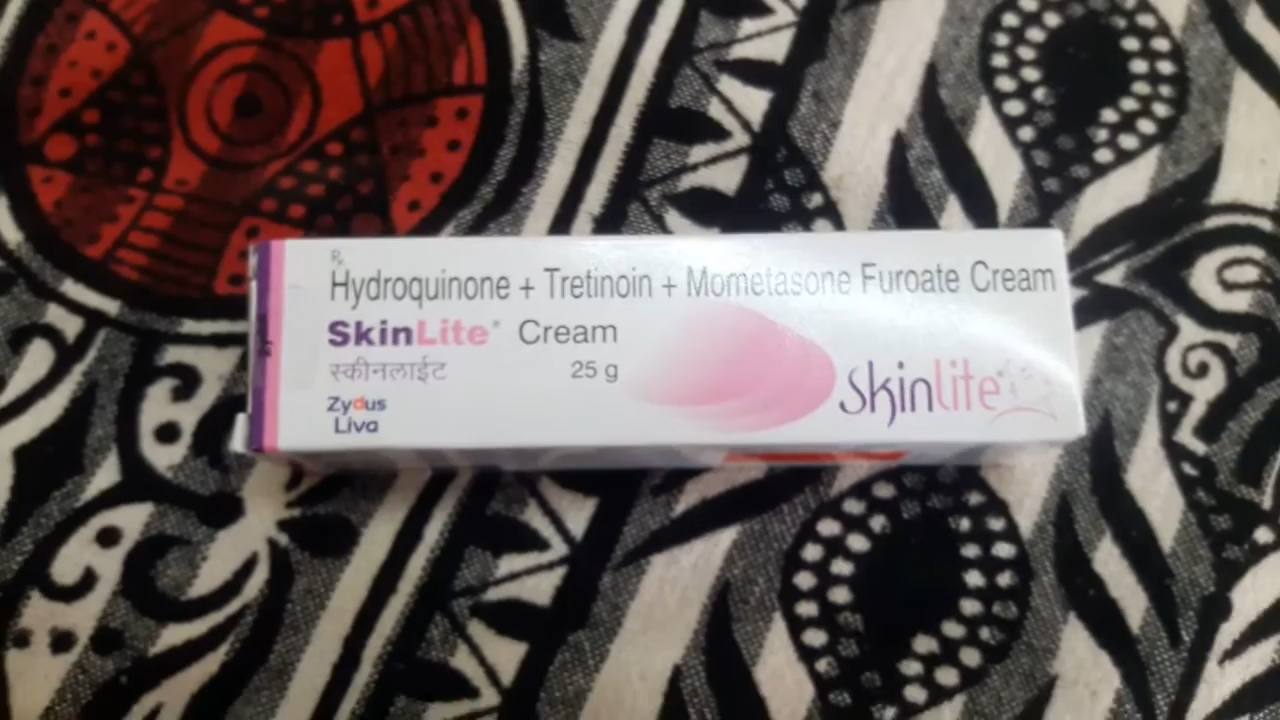 Rx
Hydroquinone + Tretinoin + Mometasone Furoate Cream
SkinLite® Cream
स्कीनलाईट 25 g
Zydus
Liva
skinlite®